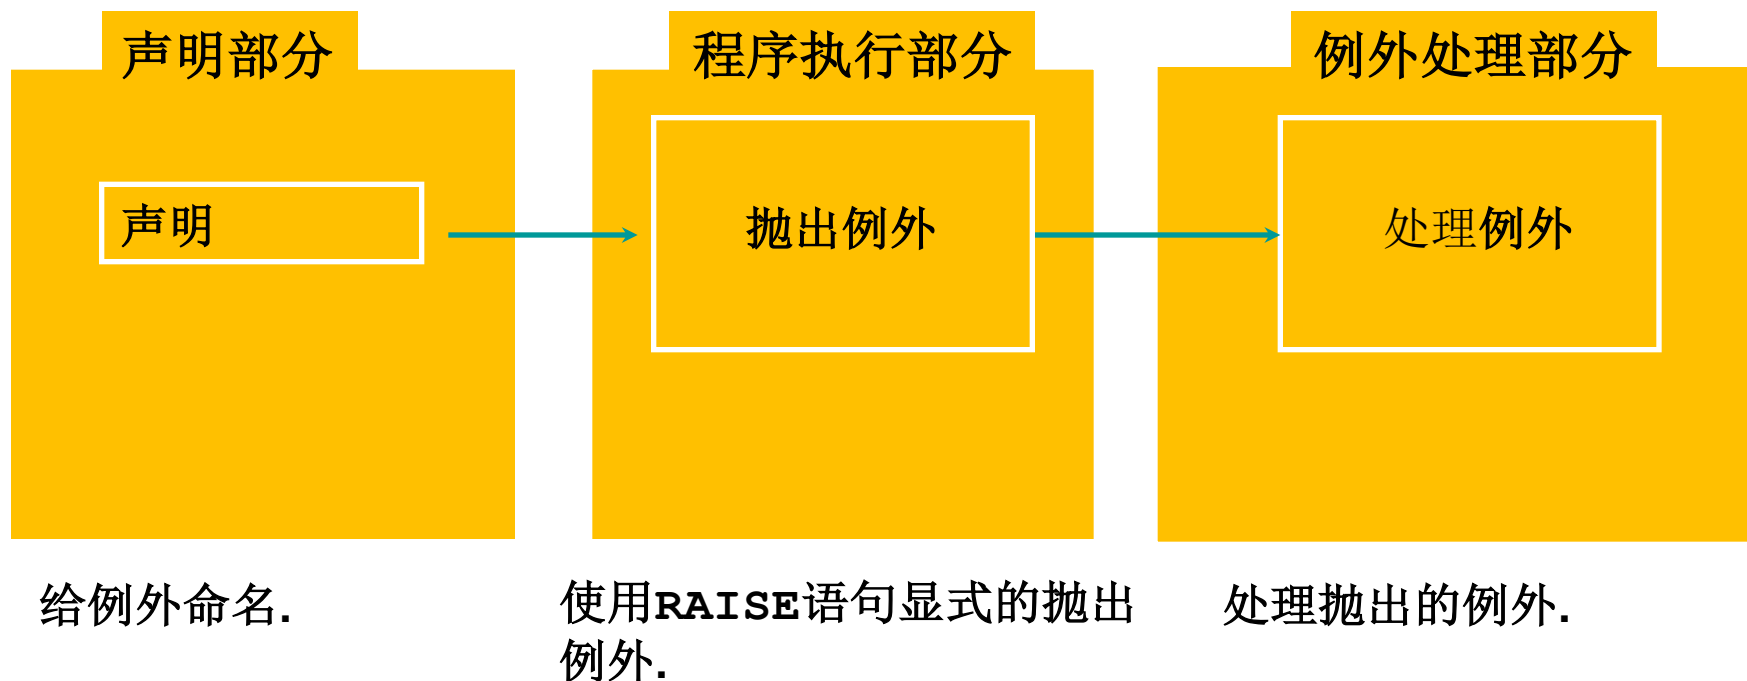 声明部分
程序执行部分
例外处理部分
声明
抛出例外
处理例外
给例外命名.
使用RAISE语句显式的抛出
例外.
处理抛出的例外.